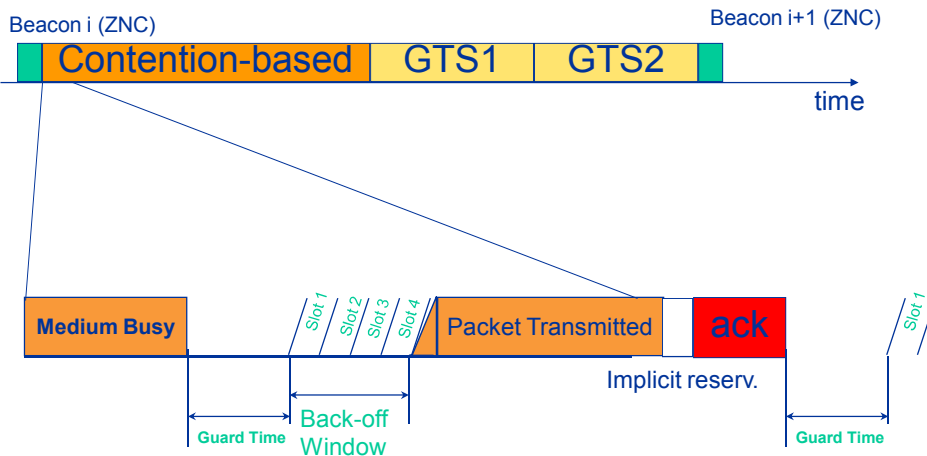 Beacon i (ZNC)
Beacon i+1 (ZNC)
Contention-based
GTS1
GTS2
time
Medium Busy
Slot 1
Slot 2
Slot 3
Slot 4
Packet Transmitted
ack
Slot 1
Implicit reserv.
Guard Time
Back-off
Window
Guard Time